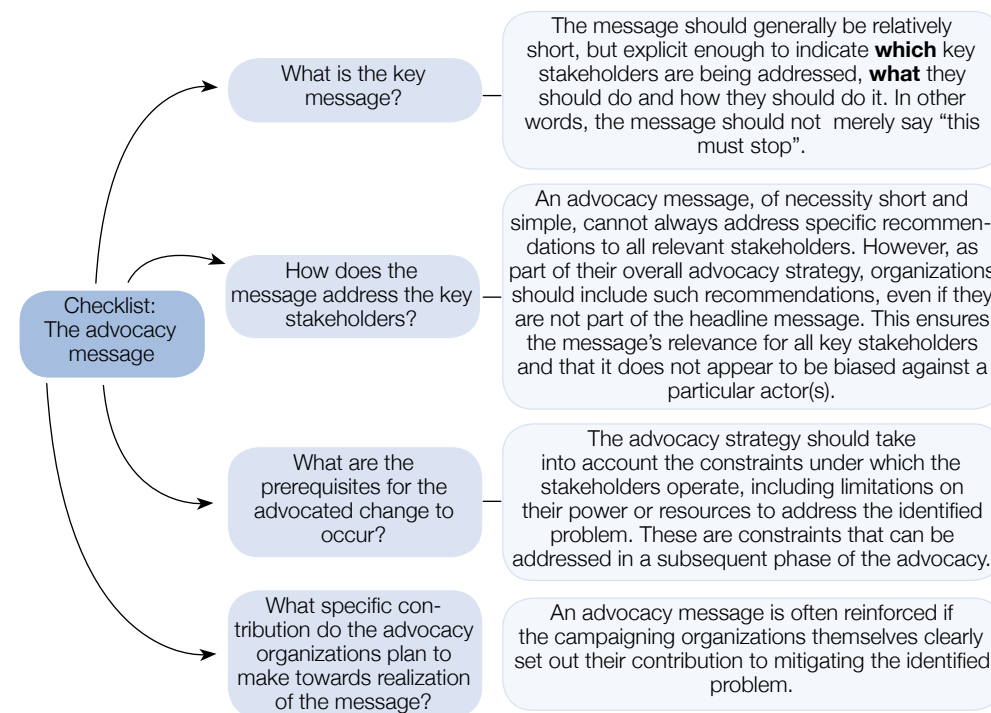 What is the key
message?
The message should generally be relatively
short, but explicit enough to indicate which key
stakeholders are being addressed, what they
should do and how they should do it. In other
words, the message should not  merely say “this
must stop”.
Checklist:
The advocacy
message
How does the
message address the key
stakeholders?
An advocacy message, of necessity short and
simple, cannot always address specific recommen-
dations to all relevant stakeholders. However, as
part of their overall advocacy strategy, organizations
should include such recommendations, even if they
are not part of the headline message. This ensures
the message’s relevance for all key stakeholders
and that it does not appear to be biased against a
particular actor(s).
What are the
prerequisites for the
advocated change to
occur?
The advocacy strategy should take
into account the constraints under which the
stakeholders operate, including limitations on
their power or resources to address the identified
problem. These are constraints that can be
addressed in a subsequent phase of the advocacy.
What specific con-
tribution do the advocacy
organizations plan to
make towards realization
of the message?
An advocacy message is often reinforced if
the campaigning organizations themselves clearly
set out their contribution to mitigating the identified
problem.